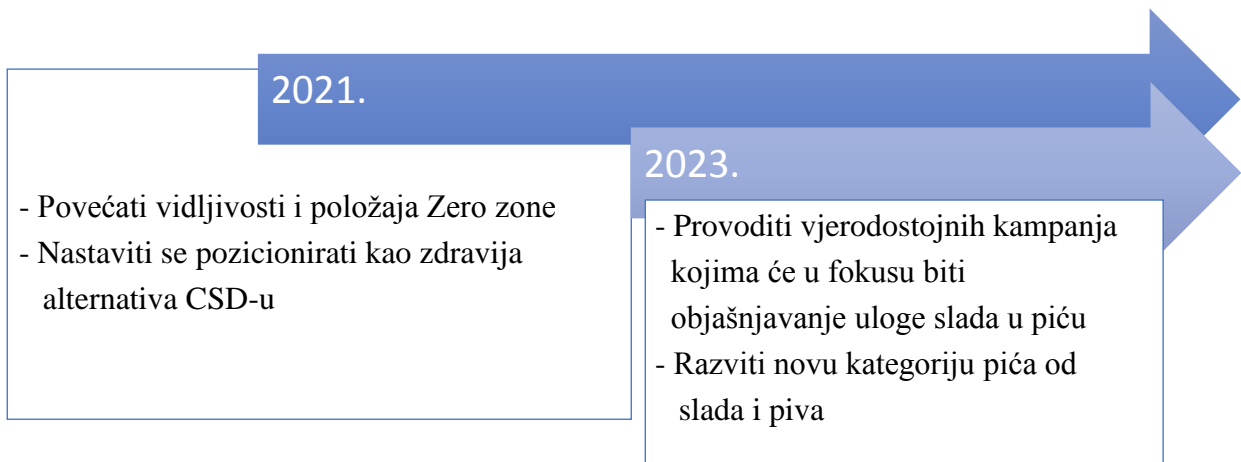 2021.
- Povećati vidljivosti i položaja Zero zone
- Nastaviti se pozicionirati kao zdravija
alternativa CSD-u
2023.
- Provoditi vjerodostojnih kampanja
kojima će u fokusu biti
objašnjavanje uloge slada u piću
- Razviti novu kategoriju pića od
slada i piva